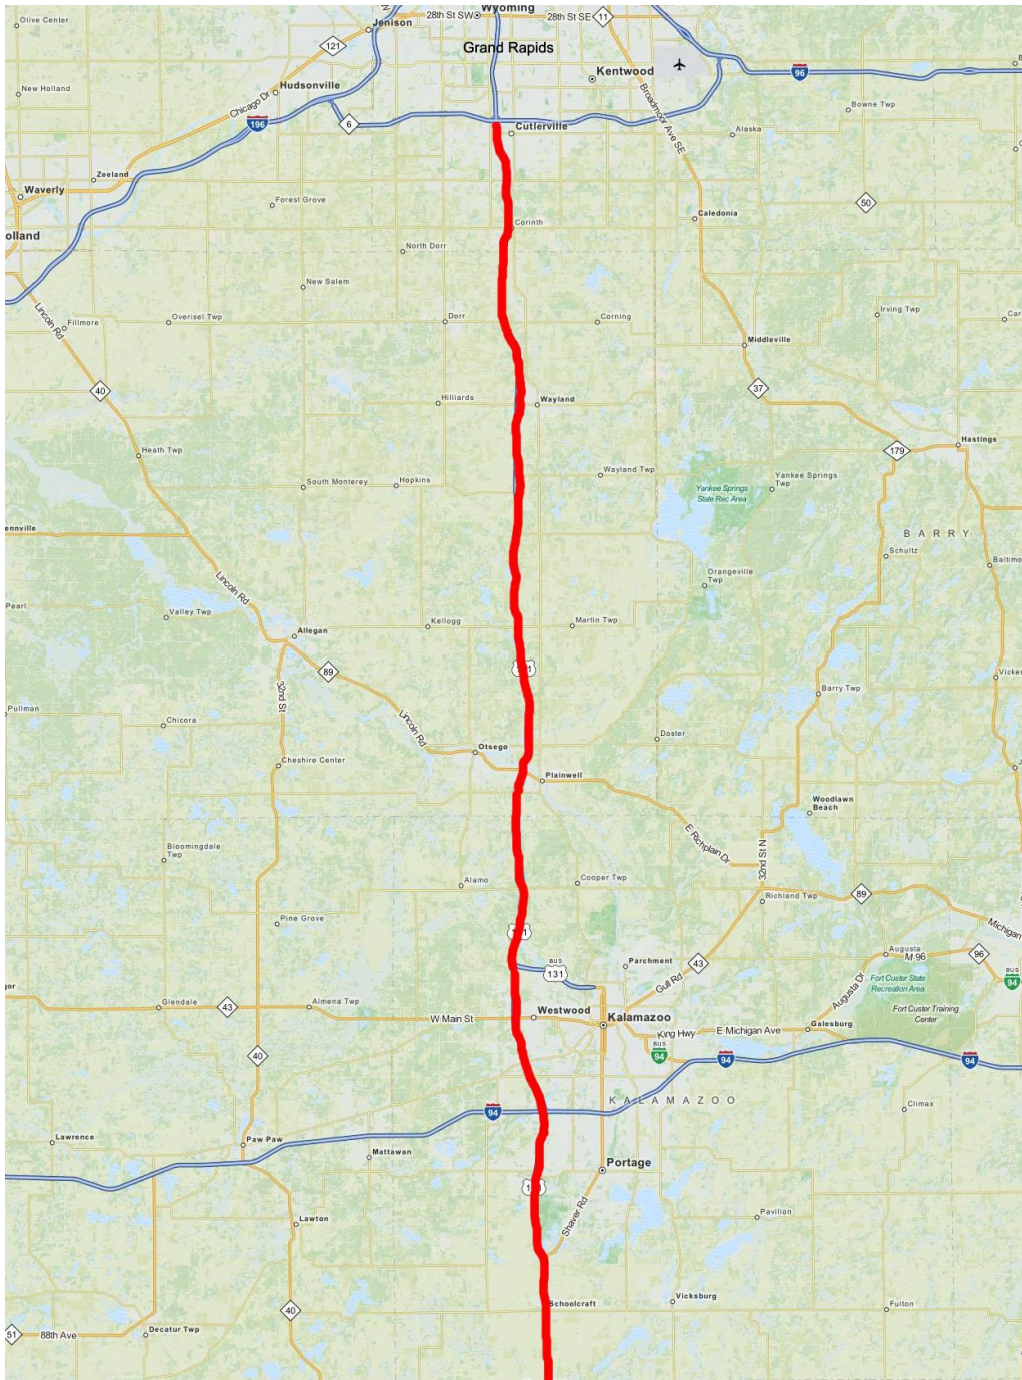 Olive Center
Jenison
28th St SW
Wyoming
28th St SE
11
121
Grand Rapids
Kentwood
96
New Holland
Hudsonville
Chicago Dr
196
6
Cutlerville
Broadmoor Ave SE
Alaska
Bowne Twp
Zeeland
Waverly
Forest Grove
50
Caledonia
olland
Corinth
North Dorr
New Salem
Lincoln Rd
Fillmore
Overisel Twp
Dorr
Corning
Irving Twp
Car
Middleville
40
Hilliards
Wayland
37
Hastings
179
Heath Twp
South Monterey
Hopkins
Wayland Twp
Yankee Springs
State Rec Area
Yankee Springs
Twp
ennville
BARRY
Schultz
Baltimo
Lincoln Rd
Orangeville
Twp
Pearl
Valley Twp
Allegan
Kellogg
Martin Twp
89
32nd St
Barry Twp
Vicker
Pullman
Chicora
Lincoln Rd
Otsego
Doster
Cheshire Center
Plainwell
Woodlawn
Beach
E Richplain Dr
32nd St N
Bloomingdale
Twp
Alamo
Cooper Twp
Richland Twp
89
Pine Grove
Michigan
BUS
131
Parchment
43
Gull Rd
Augusta
M 96
96
BUS
94
Fort Custer State
Recreation Area
Augusta Dr
gor
Glendale
43
Almena Twp
W Main St
Westwood
Kalamazoo
King Hwy
E Michigan Ave
Galesburg
Fort Custer Training
Center
BUS
94
94
94
40
KALAMAZOO
94
Climax
Lawrence
Paw Paw
Mattawan
Portage
Shaver Rd
Lawton
Pavilion
40
Schoolcraft
Vicksburg
Fulton
51
88th Ave
Decatur Twp